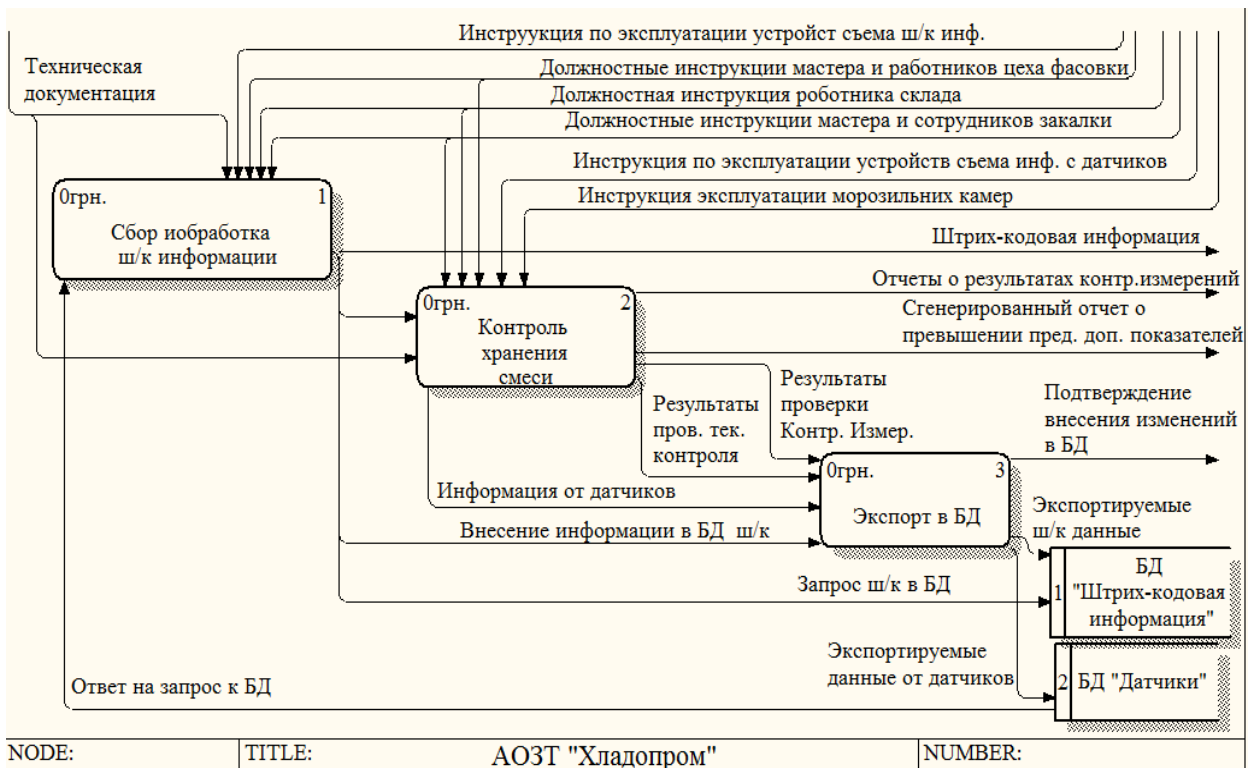 Инструукция по эксплуатации устройст съема ш/к инф.
Техническая
документация
Должностные инструкции мастера и работников цеха фасовки
Должностная инструкция роботника склада
Должностные инструкции мастера и сотрудников закалки
Инструкция по эксплуатации устройств съема инф. с датчиков
Инструкция эксплуатации морозильных камер
0грн. 1
Сбор иобработка
ш/к информации
Штрих-кодовая информация
Отчеты о результатах контр.измерений
0грн. 2
Контроль
хранения
смеси
Сгенерированный отчет о
превышении пред. доп. показателей
Результаты
проверки
Контр. Измер.
Результаты
пров. тек.
контроля
Подтверждение
внесения изменений
в БД
0грн. 3
Экспорт в БД
Информация от датчиков
Внесение информации в БД ш/к
Экспортируемые
ш/к данные
Запрос ш/к в БД
1
БД
"Штрих-кодовая
информация"
Экспортируемые
данные от датчиков
2 БД "Датчики"
Ответ на запрос к БД
NODE: TITLE: АОЗТ "Хладопром" NUMBER: